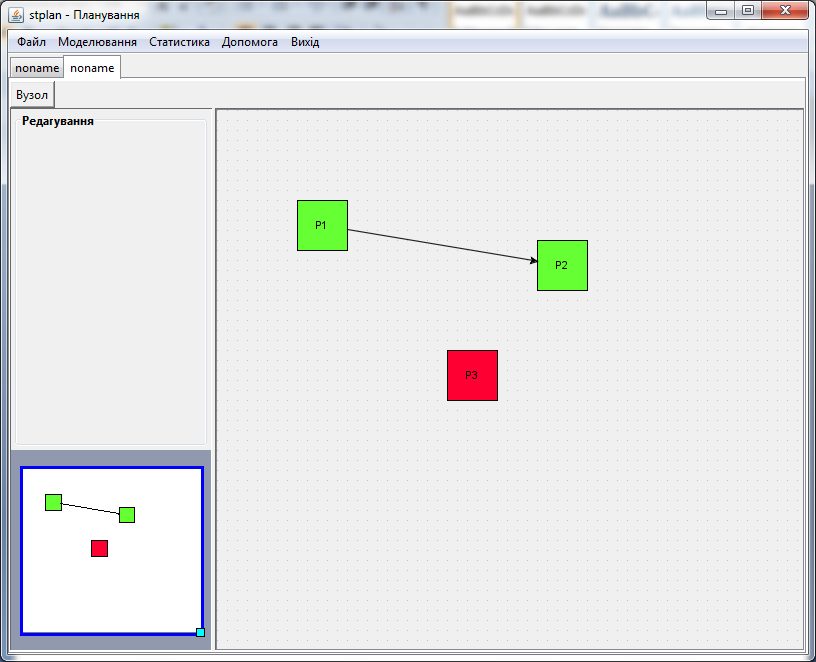 stplan - Планування
Файл Моделювання Статистика Допомога Вихід
noname noname
Вузол
Редагування
P1
P2
P3